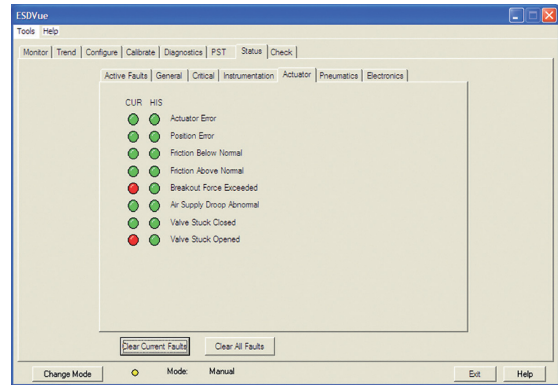 ESDVue
Tools Help
Monitor Trend Configure Calibrate Diagnostics PST Status Check
Active Faults General Critical Instrumentation Actuator Pneumatics Electronics
CUR HIS
Actuator Error
Position Error
Friction Below Normal
Friction Above Normal
Breakout Force Exceeded
Air Supply Droop Abnormal
Valve Stuck Closed
Valve Stuck Opened
Clear Current Faults Clear All Faults
Change Mode Mode: Manual Exit Help